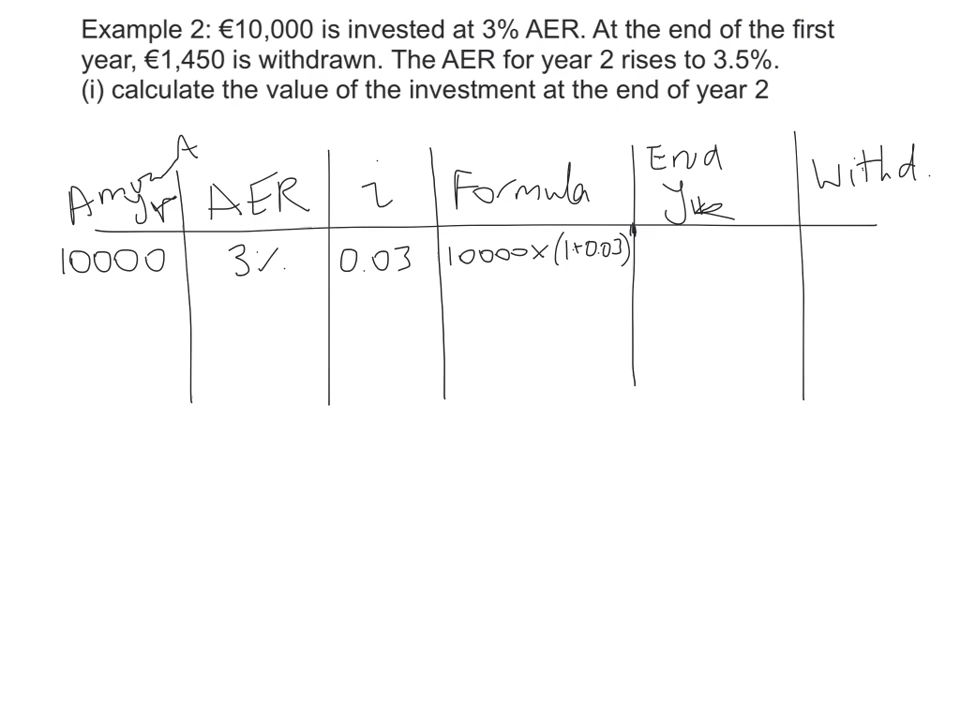 Example 2: €10,000 is invested at 3% AER. At the end of the first
year, €1,450 is withdrawn. The AER for year 2 rises to 3.5%.
(i) calculate the value of the investment at the end of year 2
AER i Formula End Withd.
10000 3% 0.03 10000×(1+0.03)